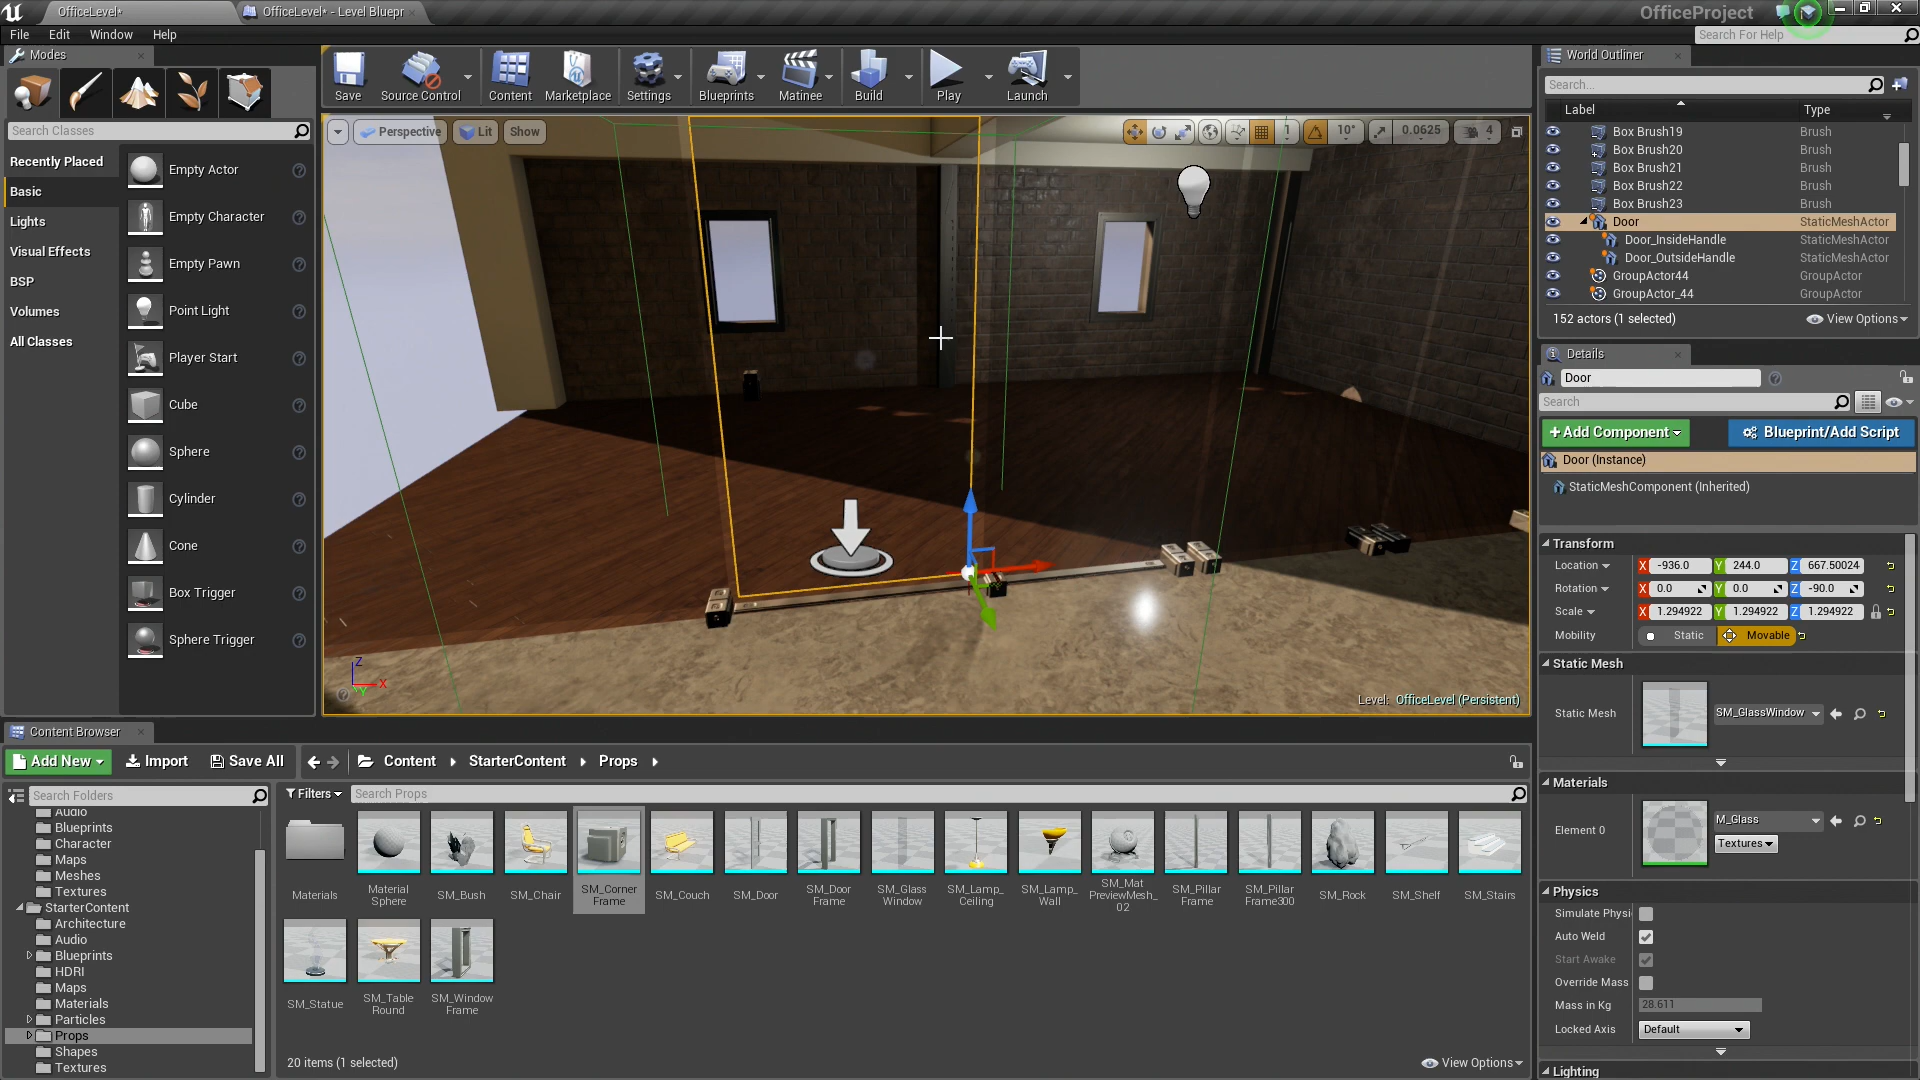 OfficeLevel*
OfficeLevel* - Level Bluepr
OfficeProject
File Edit Window Help
Search For Help
Modes
Save
Source Control
Content
Marketplace
Settings
Blueprints
Matinee
Build
Play
Launch
Search Classes
Recently Placed
Basic
Lights
Visual Effects
BSP
Volumes
All Classes
Empty Actor
Empty Character
Empty Pawn
Point Light
Player Start
Cube
Sphere
Cylinder
Cone
Box Trigger
Sphere Trigger
Perspective
Lit
Show
1
10°
0.0625
4
Z
X
Y
Level: OfficeLevel (Persistent)
World Outliner
Search...
Label Type
Box Brush19 Brush
Box Brush20 Brush
Box Brush21 Brush
Box Brush22 Brush
Box Brush23 Brush
Door StaticMeshActor
Door_InsideHandle StaticMeshActor
Door_OutsideHandle StaticMeshActor
GroupActor44 GroupActor
GroupActor_44 GroupActor
152 actors (1 selected)
View Options
Details
Door
Search
+Add Component
Blueprint/Add Script
Door (Instance)
StaticMeshComponent (Inherited)
Transform
Location X -936.0 Y 244.0 Z 667.50024
Rotation X 0.0 Y 0.0 Z -90.0
Scale X 1.294922 Y 1.294922 Z 1.294922
Mobility Static Movable
Static Mesh
Static Mesh SM_GlassWindow
Materials
Element 0 M_Glass
Textures
Physics
Simulate Physi
Auto Weld
Start Awake
Override Mass
Mass in Kg 28.611
Locked Axis Default
Lighting
Content Browser
Add New
Import
Save All
Content
StarterContent
Props
Search Folders
Audio
Blueprints
Character
Maps
Meshes
Textures
StarterContent
Architecture
Audio
Blueprints
HDRI
Maps
Materials
Particles
Props
Shapes
Textures
Filters
Search Props
Materials
Material
Sphere
SM_Bush
SM_Chair
SM_Corner
Frame
SM_Couch
SM_Door
SM_Door
Frame
SM_Glass
Window
SM_Lamp_
Ceiling
SM_Lamp_
Wall
SM_Mat
PreviewMesh_
02
SM_Pillar
Frame
SM_Pillar
Frame300
SM_Rock
SM_Shelf
SM_Stairs
SM_Statue
SM_Table
Round
SM_Window
Frame
20 items (1 selected)
View Options